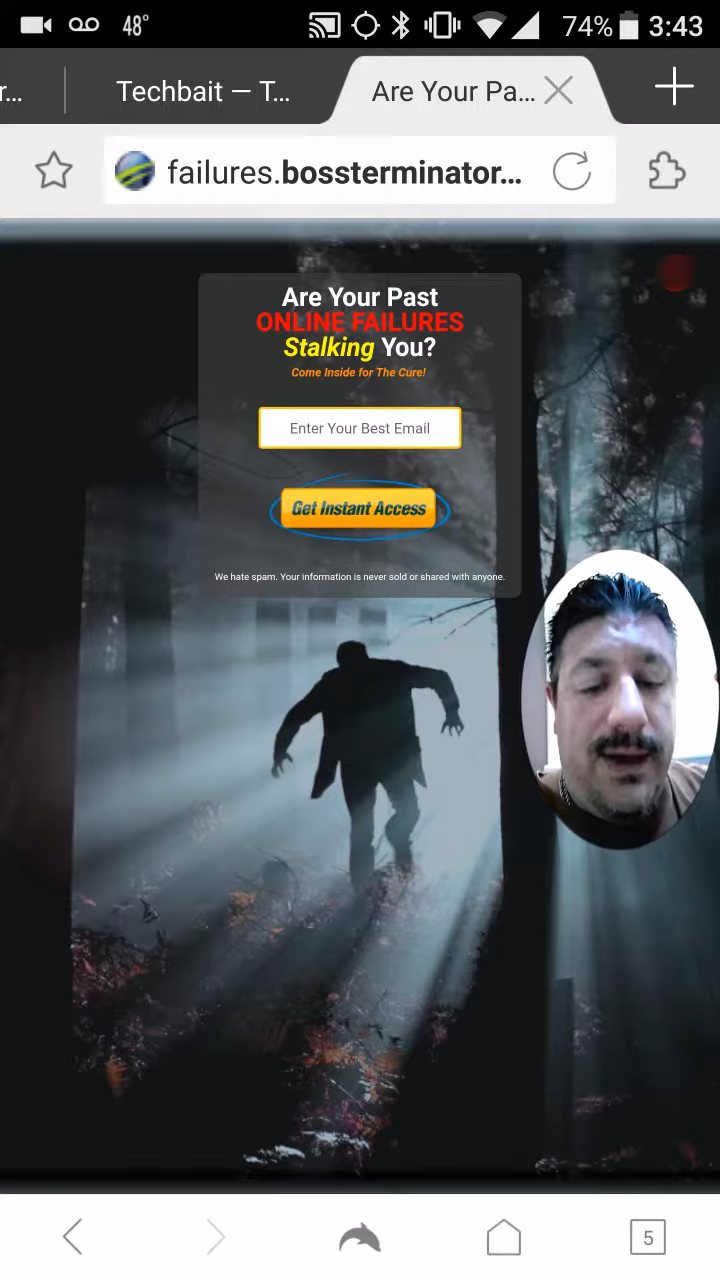 48°
74%
3:43
r...
Techbait — T...
Are Your Pa...
failures.bossterminator...
Are Your Past
ONLINE FAILURES
Stalking You?
Come Inside for The Cure!
Enter Your Best Email
Get Instant Access
We hate spam. Your information is never sold or shared with anyone.
5